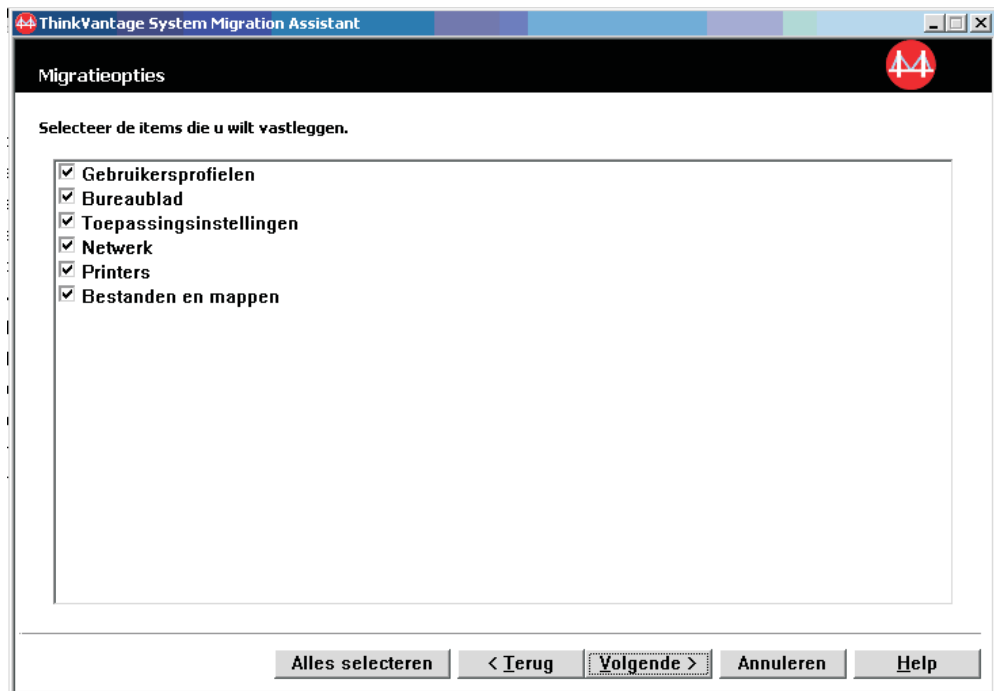 ThinkVantage System Migration Assistant
Migratieopties
Selecteer de items die u wilt vastleggen.
Gebruikersprofielen
Bureaublad
Toepassingsinstellingen
Netwerk
Printers
Bestanden en mappen
Alles selecteren
< Terug
Volgende >
Annuleren
Help